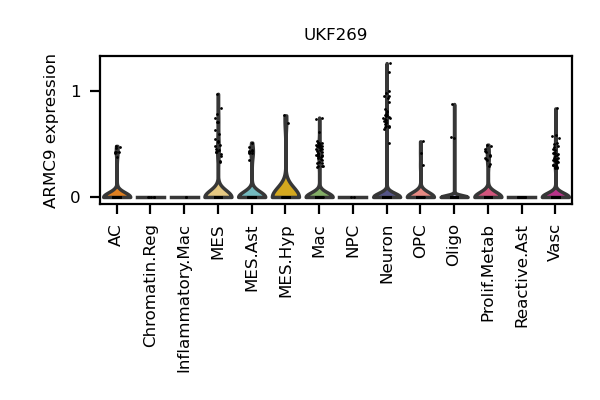 UKF269
ARMC9 expression
1
0
AC
Chromatin.Reg
Inflammatory.Mac
MES
MES.Ast
MES.Hyp
Mac
NPC
Neuron
OPC
Oligo
Prolif.Metab
Reactive.Ast
Vasc